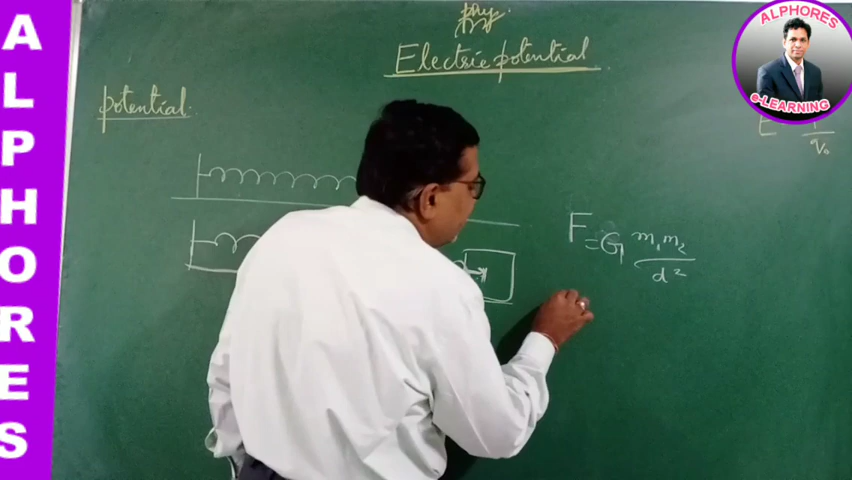 ALPHORES
Electric potential
potential
F = G m₁m₂ / d²
ALPHORES
e-LEARNING